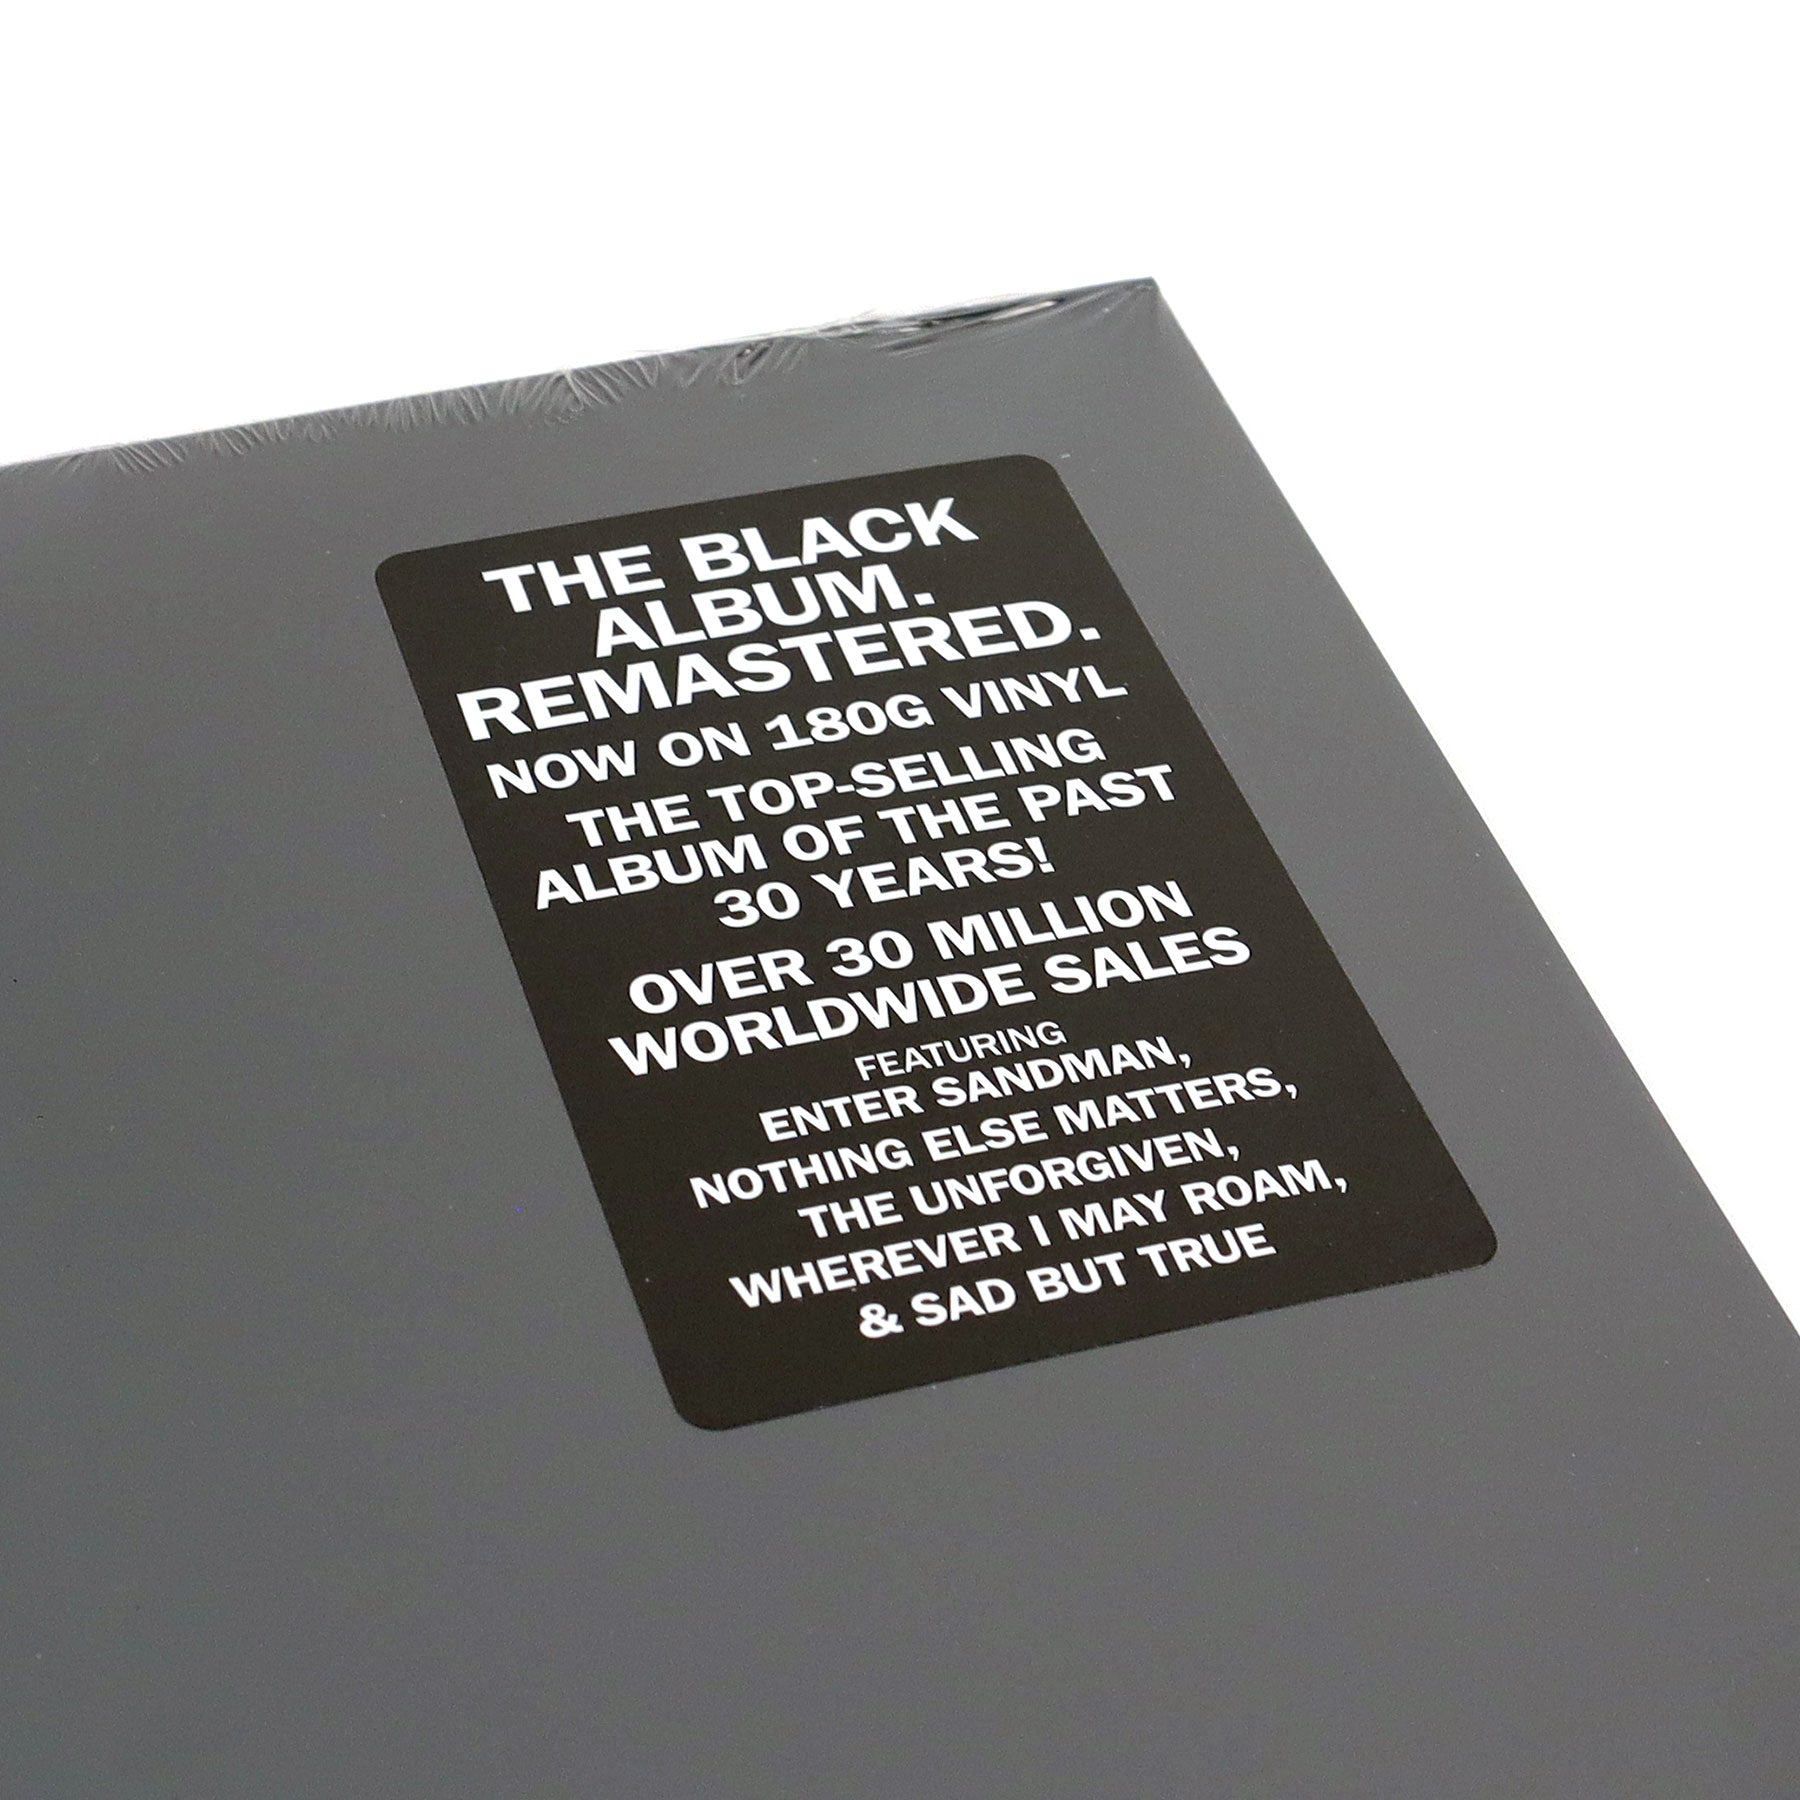 THE BLACK
ALBUM.
REMASTERED.
NOW ON 180G VINYL
THE TOP-SELLING
ALBUM OF THE PAST
30 YEARS!
OVER 30 MILLION
WORLDWIDE SALES
FEATURING
ENTER SANDMAN,
NOTHING ELSE MATTERS,
THE UNFORGIVEN,
WHEREVER I MAY ROAM,
& SAD BUT TRUE